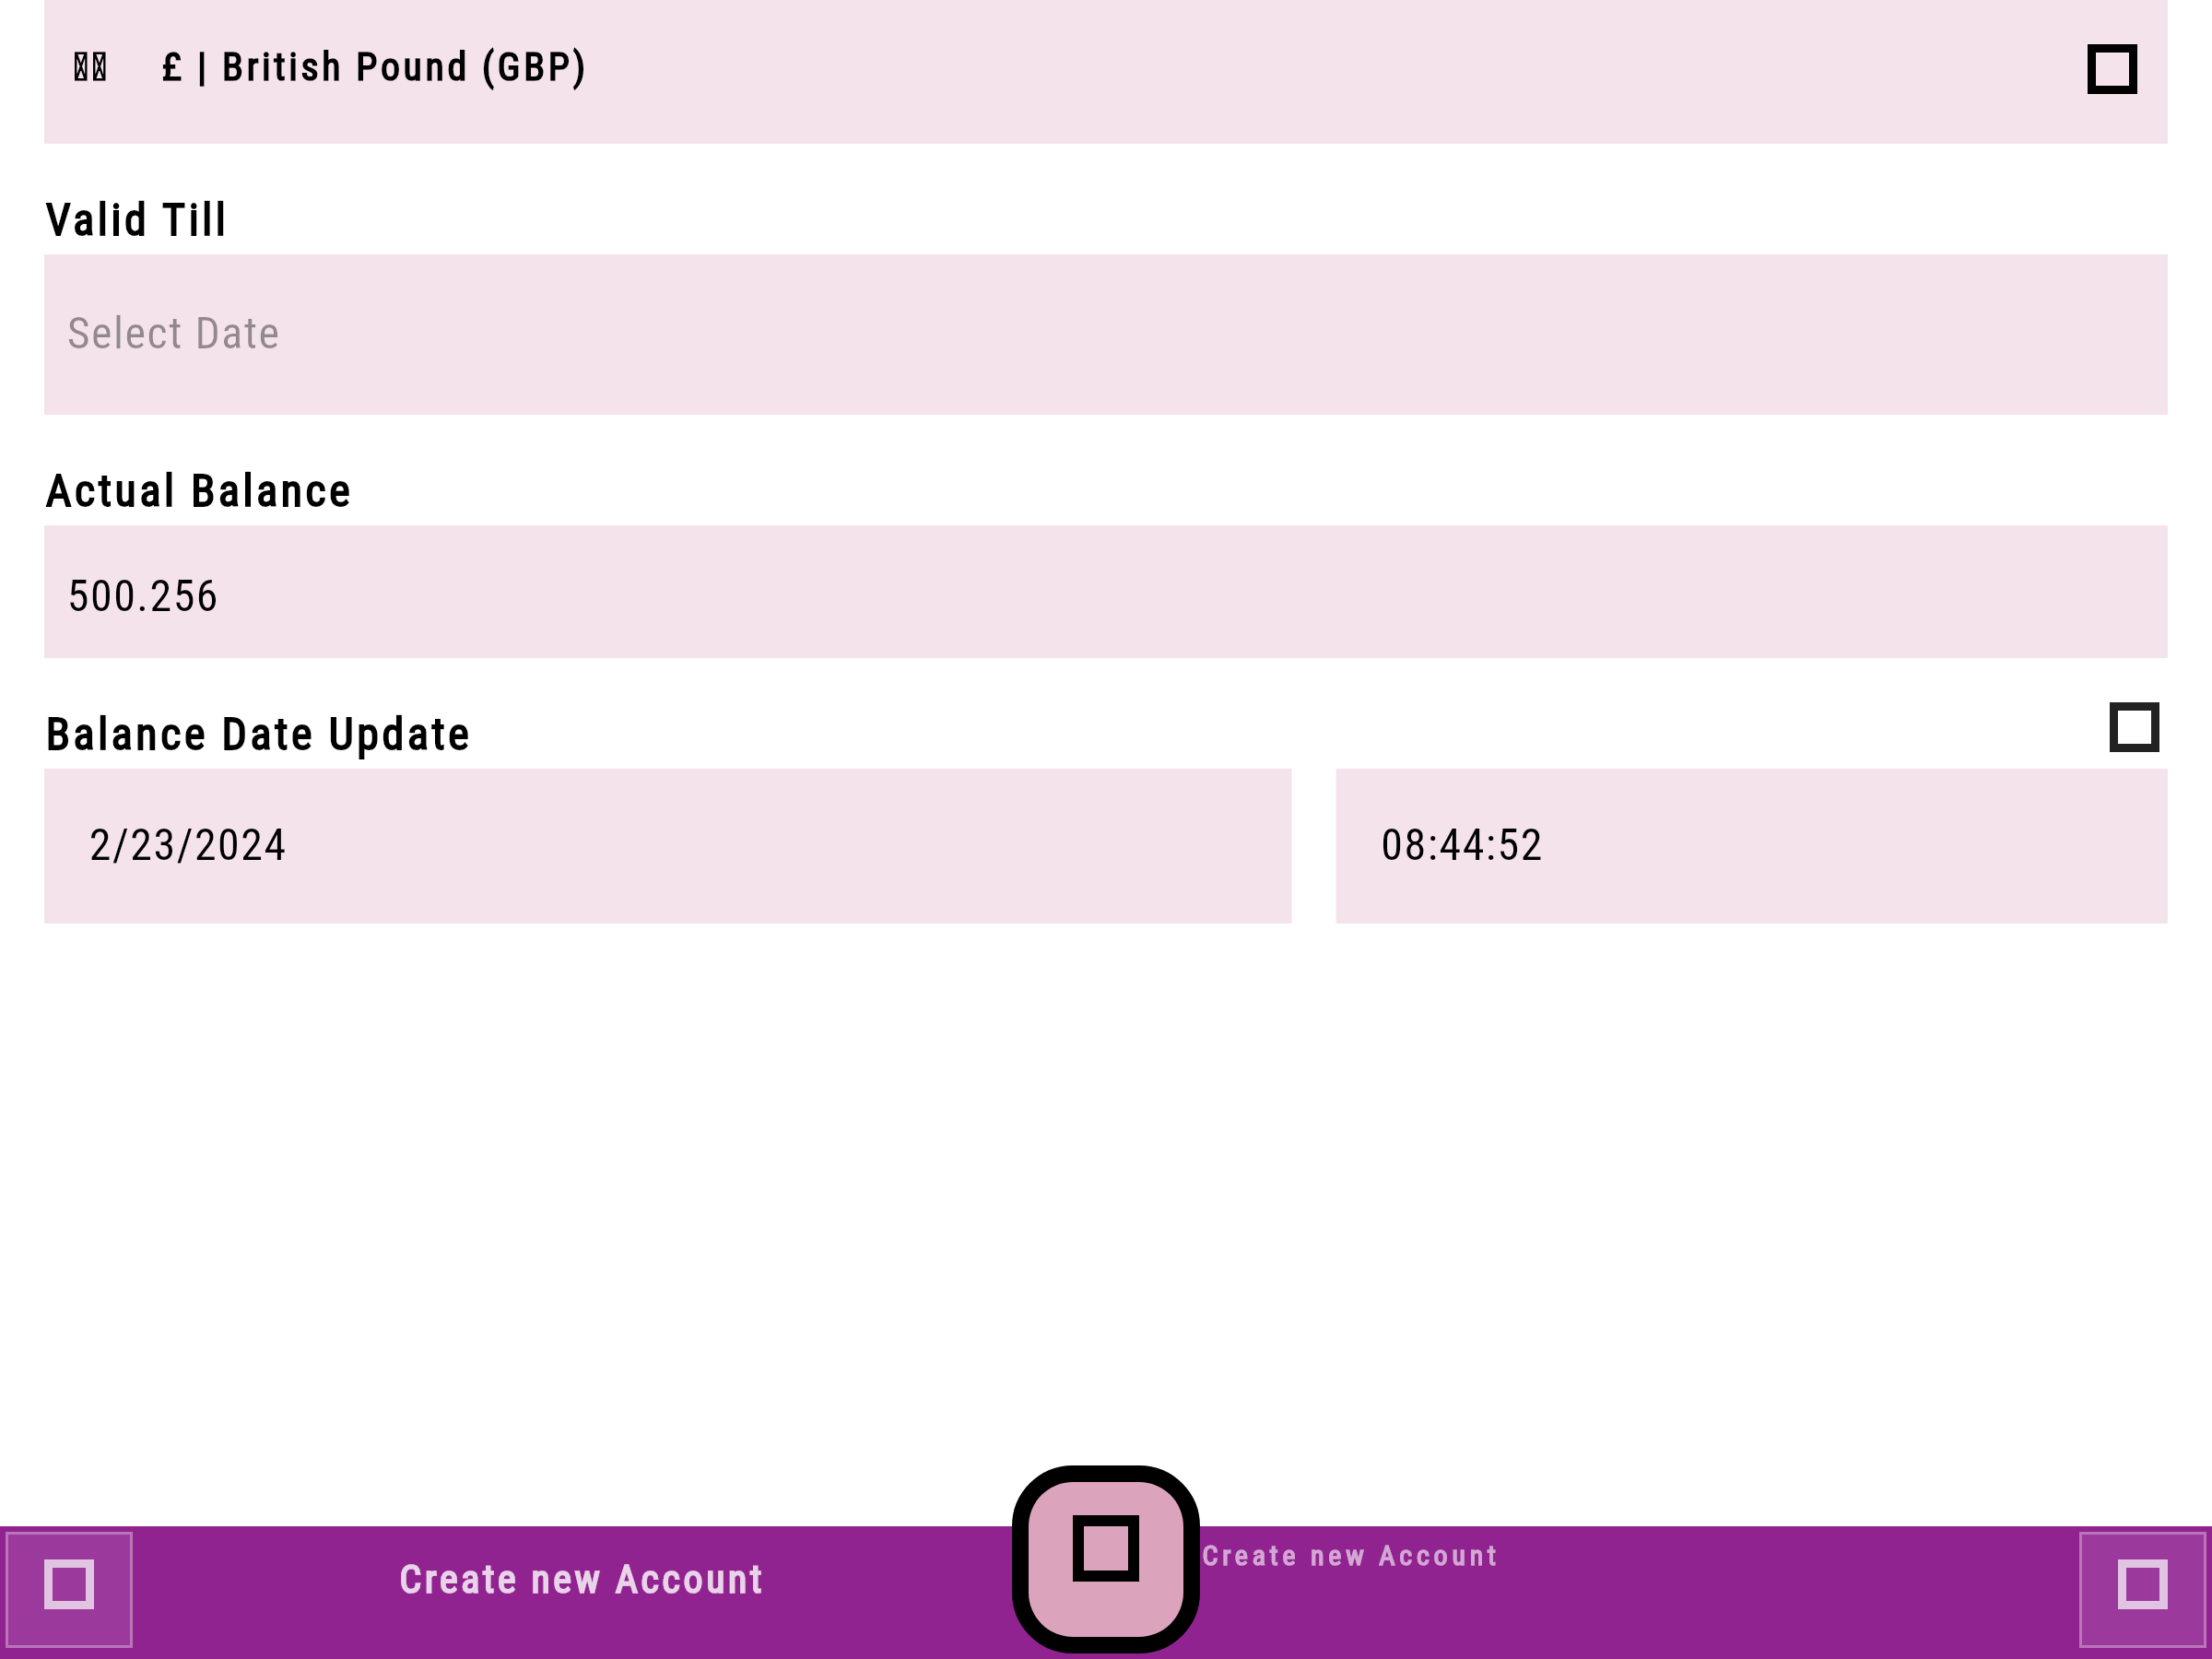 £ | British Pound (GBP)
Valid Till
Select Date
Actual Balance
500.256
Balance Date Update
2/23/2024
08:44:52
Create new Account
Create new Account